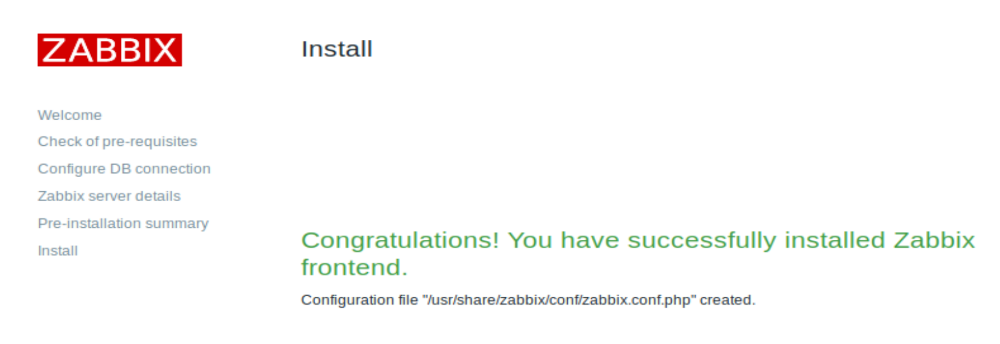 ZABBIX
Install
Welcome
Check of pre-requisites
Configure DB connection
Zabbix server details
Pre-installation summary
Install
Congratulations! You have successfully installed Zabbix
frontend.
Configuration file "/usr/share/zabbix/conf/zabbix.conf.php" created.